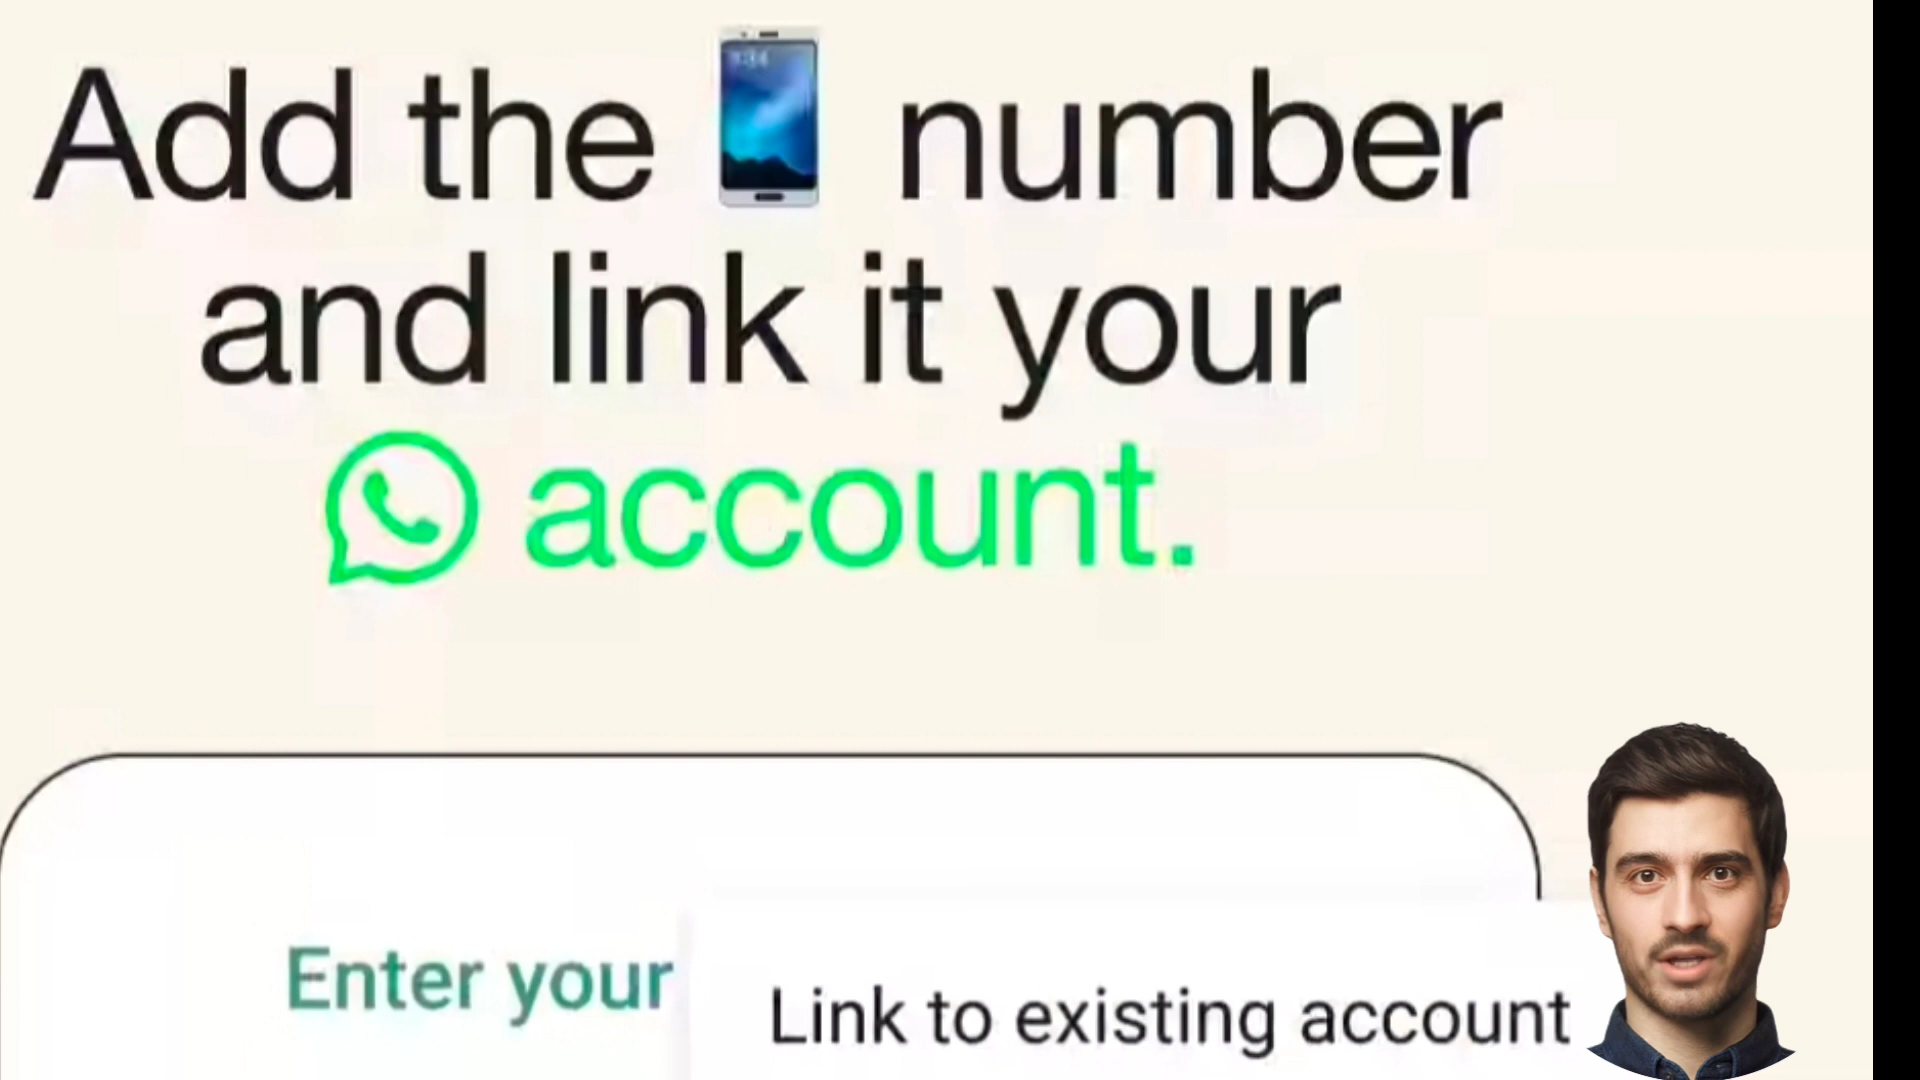 Add the number
and link it your
account.
Enter your
Link to existing account